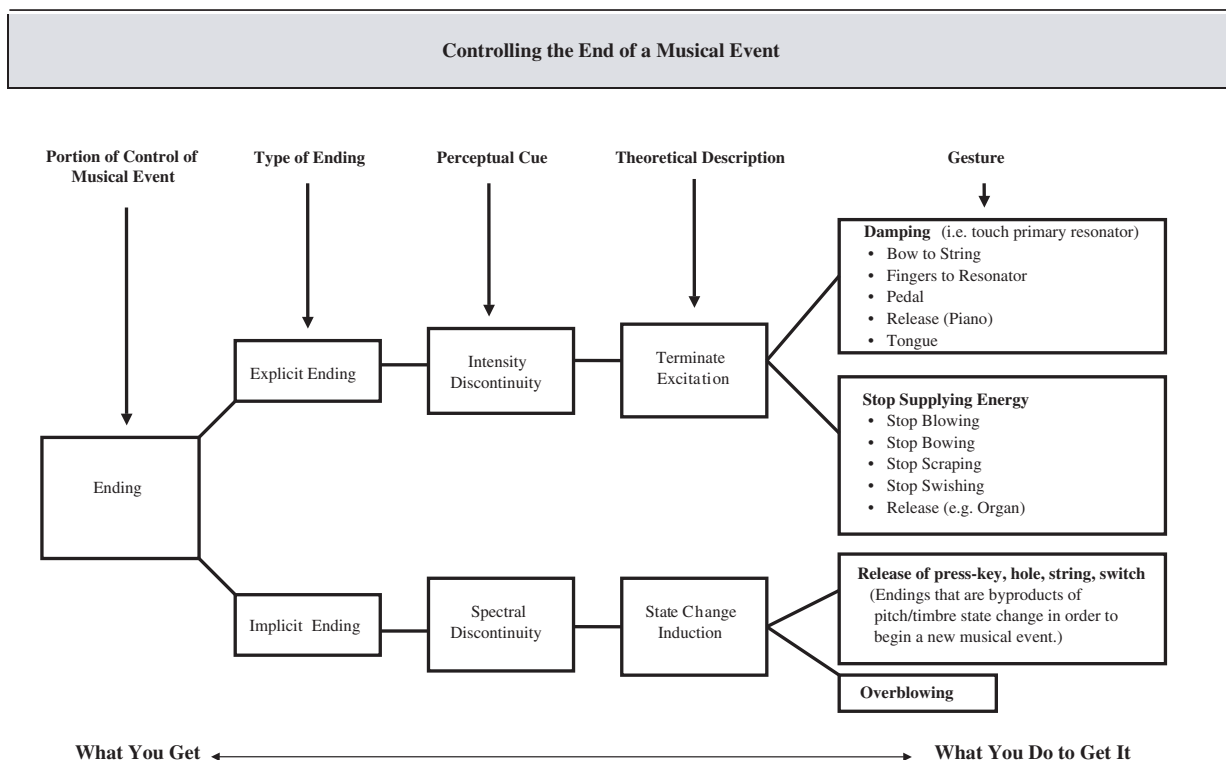 Controlling the End of a Musical Event
Portion of Control of
Musical Event
Type of Ending
Perceptual Cue
Theoretical Description
Gesture
Damping (i.e. touch primary resonator)
• Bow to String
• Fingers to Resonator
• Pedal
• Release (Piano)
• Tongue
Explicit Ending
Intensity
Discontinuity
Terminate
Excitation
Stop Supplying Energy
• Stop Blowing
• Stop Bowing
• Stop Scraping
• Stop Swishing
• Release (e.g. Organ)
Ending
Implicit Ending
Spectral
Discontinuity
State Change
Induction
Release of press-key, hole, string, switch
(Endings that are byproducts of
pitch/timbre state change in order to
begin a new musical event.)
Overblowing
What You Get
What You Do to Get It